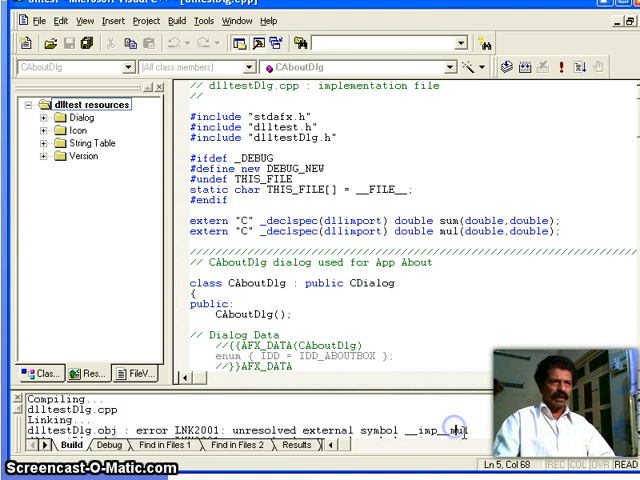 dlltest - Microsoft Visual C++ - [dlltestDlg.cpp]
File Edit View Insert Project Build Tools Window Help
CAboutDlg (All class members) CAboutDlg
dlltest resources
Dialog
Icon
String Table
Version
Clas... Res... FileV...
// dlltestDlg.cpp : implementation file
//
#include "stdafx.h"
#include "dlltest.h"
#include "dlltestDlg.h"
#ifdef _DEBUG
#define new DEBUG_NEW
#undef THIS_FILE
static char THIS_FILE[] = __FILE__;
#endif
extern "C" _declspec(dllimport) double sum(double,double);
extern "C" _declspec(dllimport) double mul(double,double);
/////////////////////////////////////////////////////////////////////////////
// CAboutDlg dialog used for App About
class CAboutDlg : public CDialog
{
public:
CAboutDlg();
// Dialog Data
//{{AFX_DATA(CAboutDlg)
enum { IDD = IDD_ABOUTBOX };
//}}AFX_DATA
Compiling...
dlltestDlg.cpp
Linking...
dlltestDlg.obj : error LNK2001: unresolved external symbol __imp__mul
Build Debug Find in Files 1 Find in Files 2 Results
Screencast-O-Matic.com
Ln 5, Col 68 REC COL OVR READ